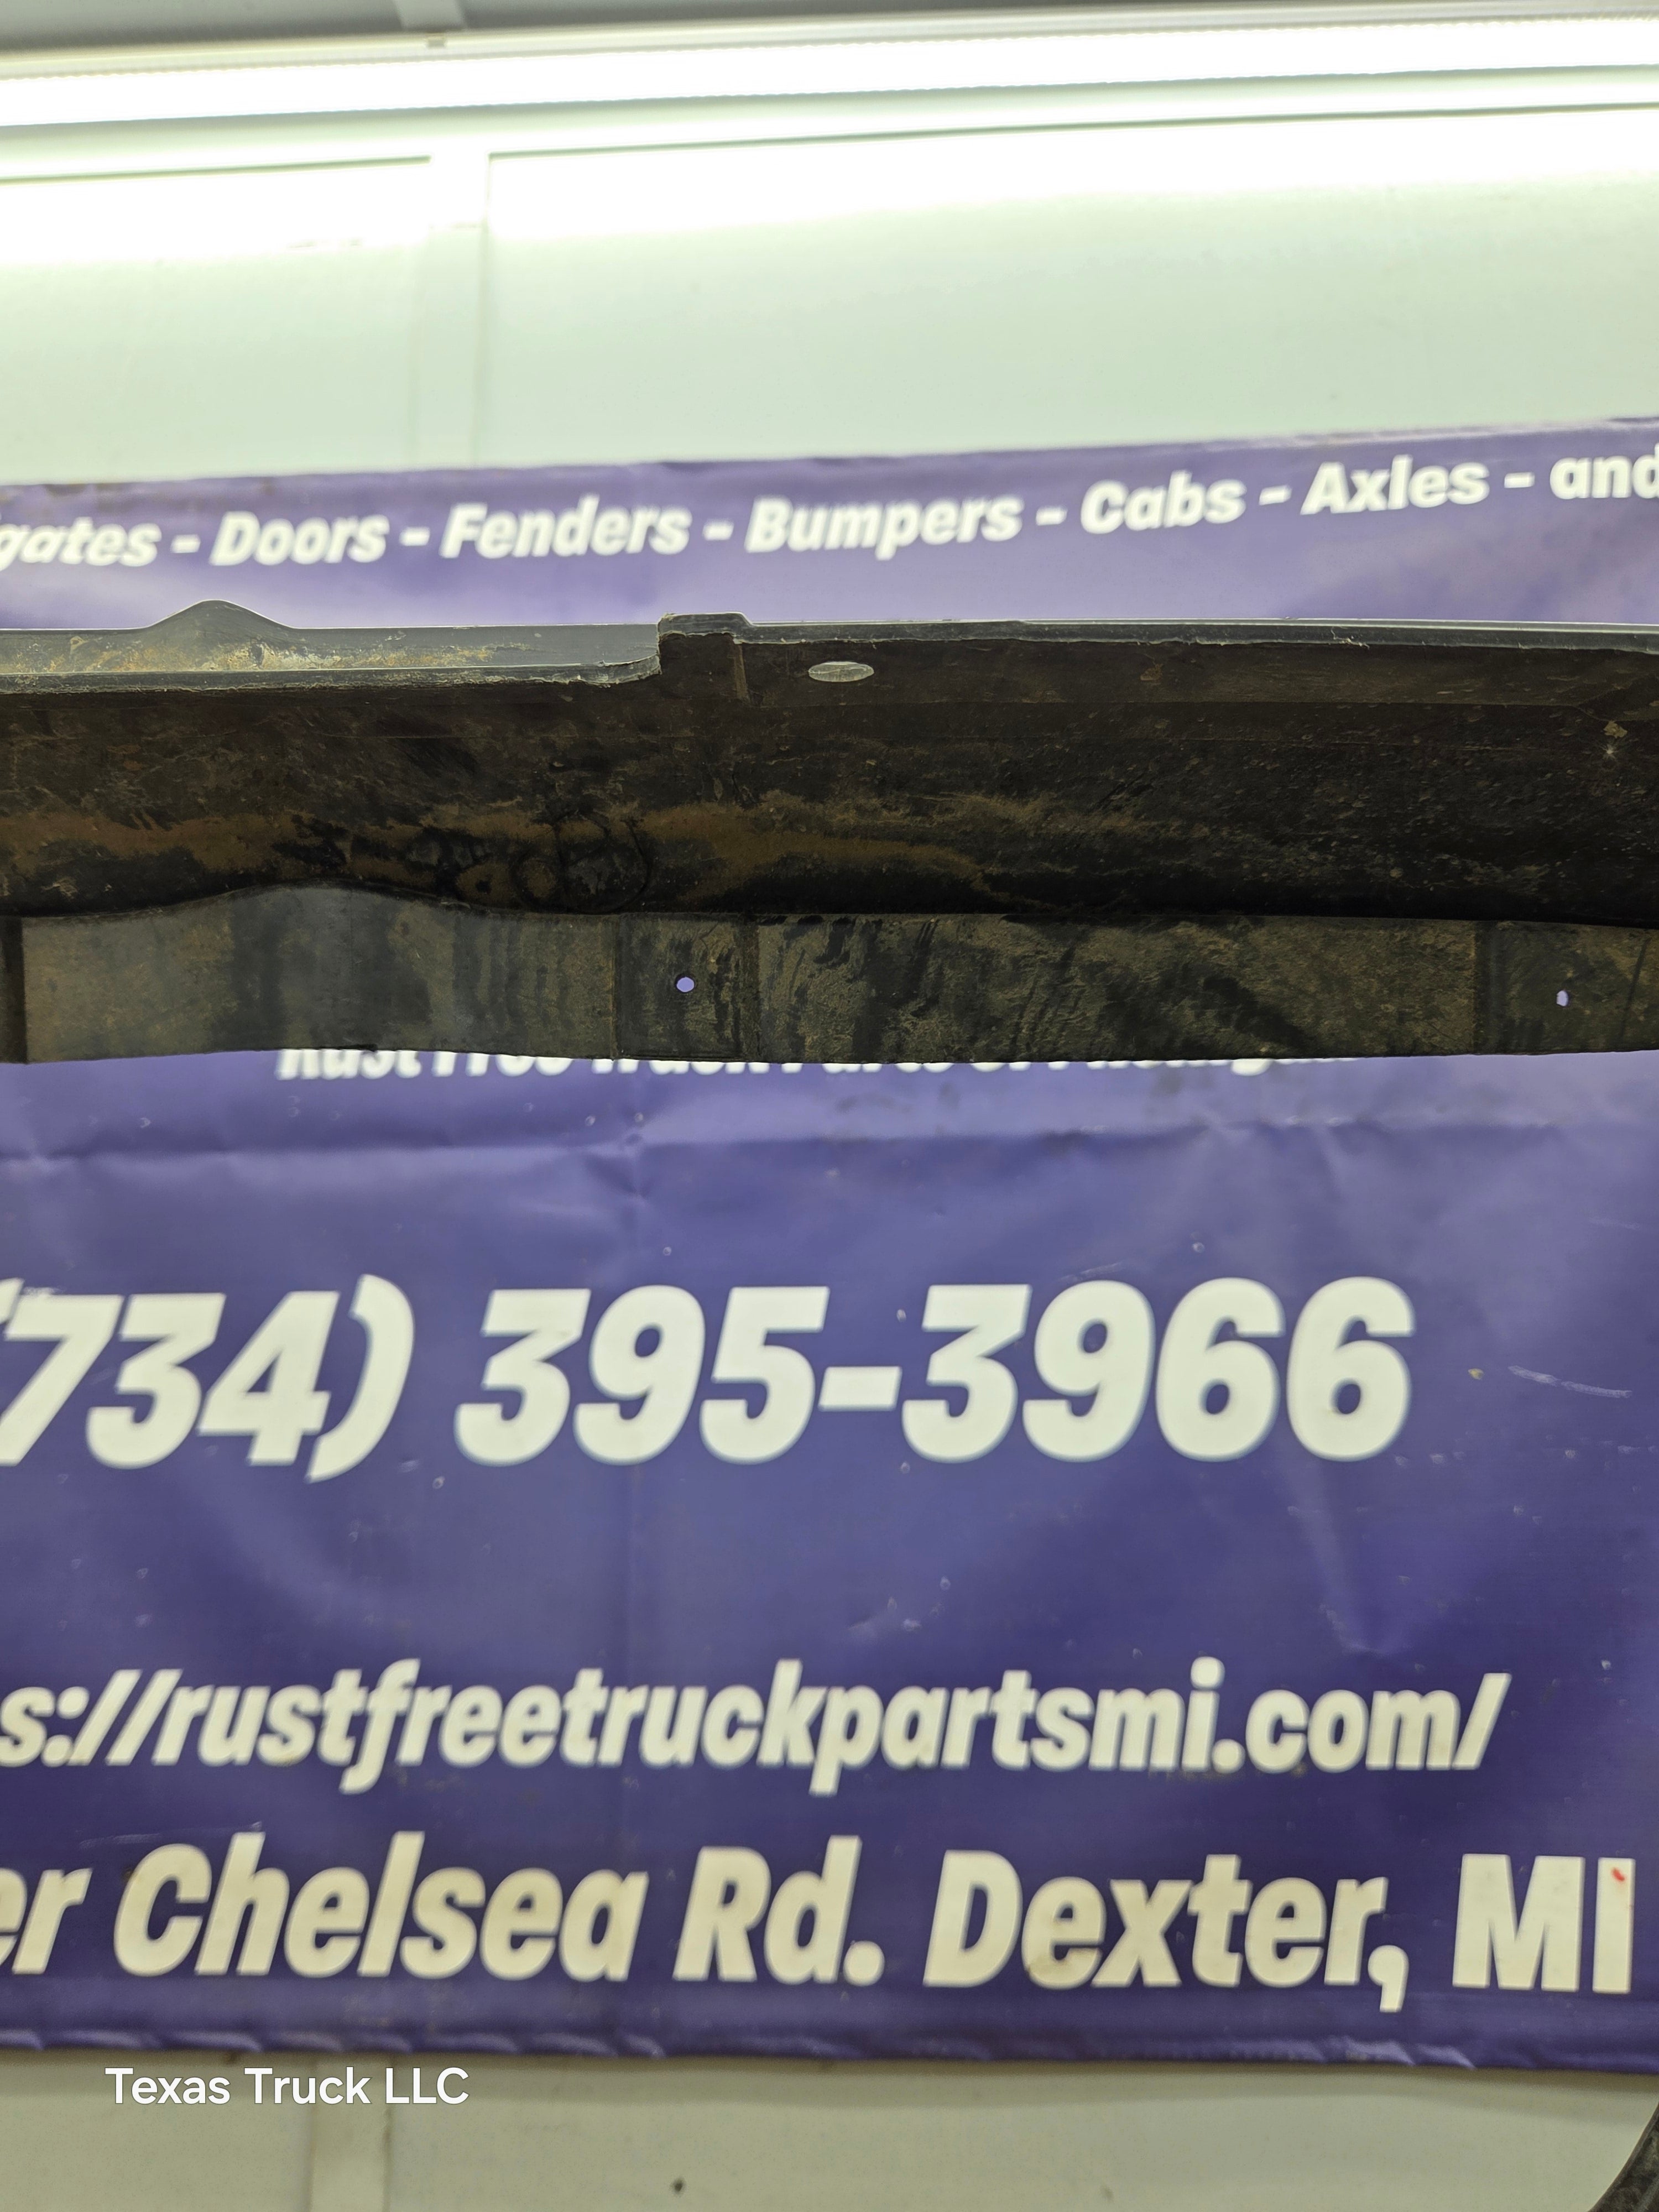 gates - Doors - Fenders - Bumpers - Cabs - Axles - and
(734) 395-3966
s://rustfreetruckpartsmi.com/
er Chelsea Rd. Dexter, MI
Texas Truck LLC